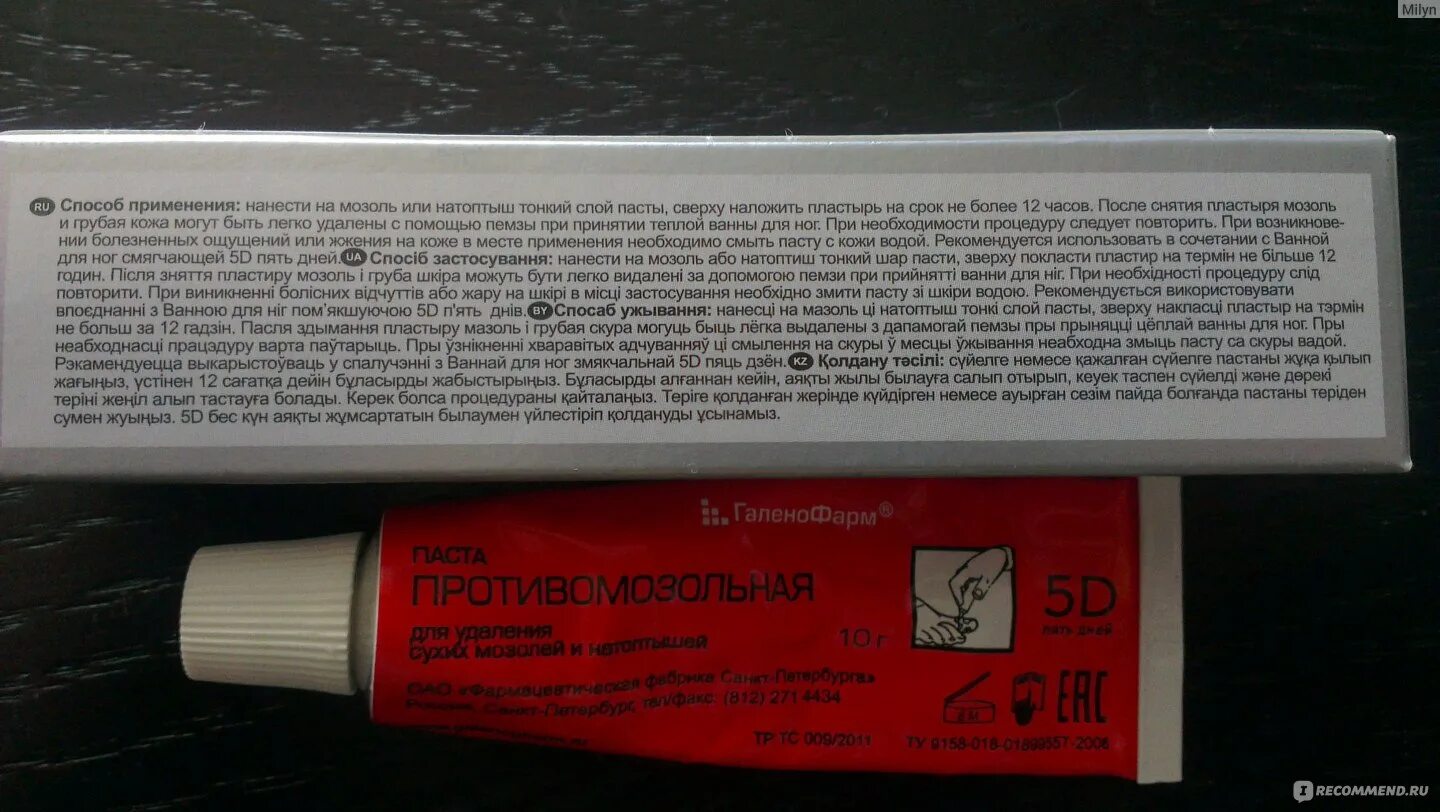 Milyn
RU Способ применения: нанести на мозоль или натоптыш тонкий слой пасты, сверху наложить пластырь на срок не более 12 часов. После снятия пластыря мозоль
и грубая кожа могут быть легко удалены с помощью пемзы при принятии теплой ванны для ног. При необходимости процедуру следует повторить. При возникнове-
нии болезненных ощущений или жжения на коже в месте применения необходимо смыть пасту с кожи водой. Рекомендуется использовать в сочетании с Ванной
для ног смягчающей 5D пять дней. UA Спосіб застосування: нанести на мозоль або натоптиш тонкий шар пасти, зверху покласти пластир на термін не більше 12
годин. Після зняття пластиру мозоль і груба шкіра можуть бути легко видалені за допомогою пемзи при прийнятті ванни для ніг. При необхідності процедуру слід
повторити. При виникненні болісних відчуттів або жару на шкірі в місці застосування необхідно змити пасту зі шкіри водою. Рекомендується використовувати
впоєднанні з Ванною для ніг пом'якшуючою 5D п'ять днів. BY Спосаб ужывання: нанесці на мазоль ці натоптыш тонкі слой пасты, зверху накласці пластыр на тэрмін
не больш за 12 гадзін. Пасля здымання пластыру мазоль і грубая скура могуць быць лёгка выдалены з дапамогай пемзы пры прыняцці цёплай ванны для ног. Пры
неабходнасці працэдуру варта паўтарыць. Пры ўзнікненні хваравітых адчуванняў ці смылення на скуры ў месцы ўжывання неабходна змыць пасту са скуры вадой.
Рэкамендуецца выкарыстоўваць у спалучэнні з Ваннай для ног змякчальнай 5D пяць дзён. KZ Қолдану тәсілі: сүйелге немесе қажалған сүйелге пастаны жұқа қылып
жағыңыз, үстінен 12 сағатқа дейін бұласырды жабыстырыңыз. Бұласырды алғаннан кейін, аяқты жылы былауға салып отырып, кеуек таспен сүйелді және дөрекі
теріні жеңіл алып тастауға болады. Керек болса процедураны қайталаңыз. Теріге қолданған жерінде күйдірген немесе ауырған сезім пайда болғанда пастаны теріден
сумен жуыңыз. 5D бес күн аяқты жұмсартатын былаумен үйлестіріп қолдануды ұсынамыз.
ГаленоФарм®
ПАСТА
ПРОТИВОМОЗОЛЬНАЯ
для удаления
сухих мозолей и натоптышей
10 г
5D
пять дней
ОАО «Фармацевтическая фабрика Санкт-Петербурга»
Россия, Санкт-Петербург, тел/факс: (812) 271 4434
6 M
EAC
ТР ТС 009/2011
ТУ 9158-018-01899557-2006
IRECOMMEND.RU